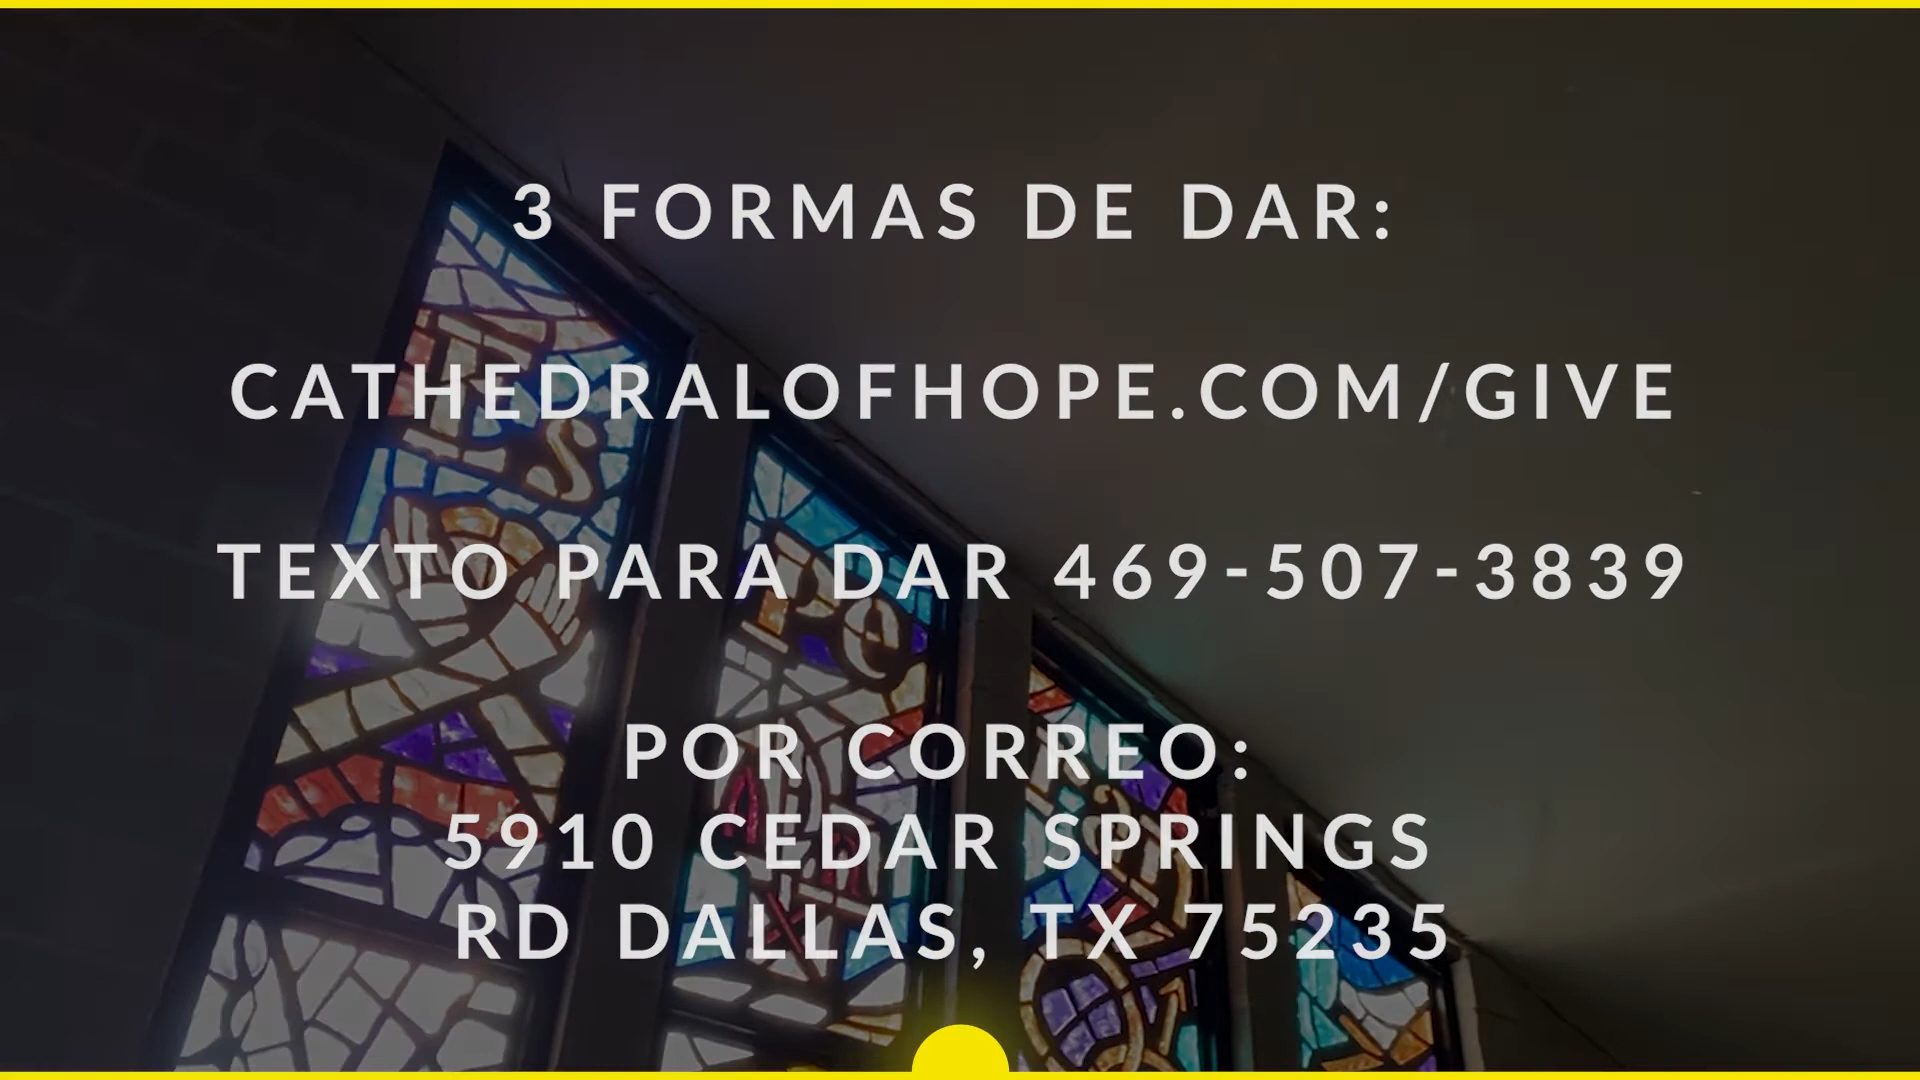 3 FORMAS DE DAR:
CATHEDRALOFHOPE.COM/GIVE
TEXTO PARA DAR 469-507-3839
POR CORREO:
5910 CEDAR SPRINGS
RD DALLAS, TX 75235